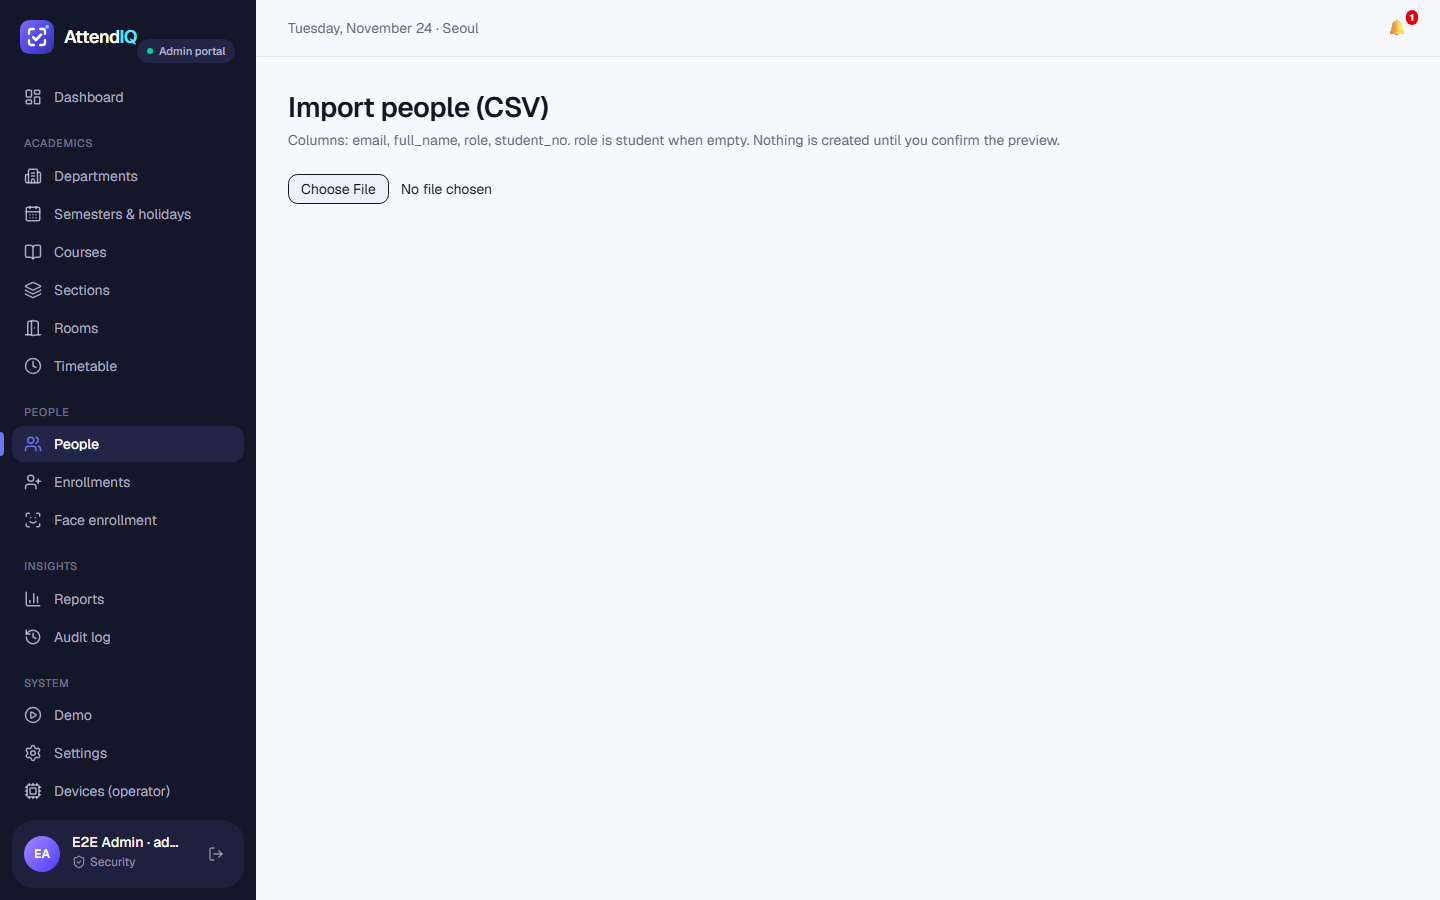 AttendIQ
Admin portal
Dashboard
ACADEMICS
Departments
Semesters & holidays
Courses
Sections
Rooms
Timetable
PEOPLE
People
Enrollments
Face enrollment
INSIGHTS
Reports
Audit log
SYSTEM
Demo
Settings
Devices (operator)
EA
E2E Admin · ad...
Security
Tuesday, November 24 · Seoul
1
Import people (CSV)
Columns: email, full_name, role, student_no. role is student when empty. Nothing is created until you confirm the preview.
Choose File No file chosen